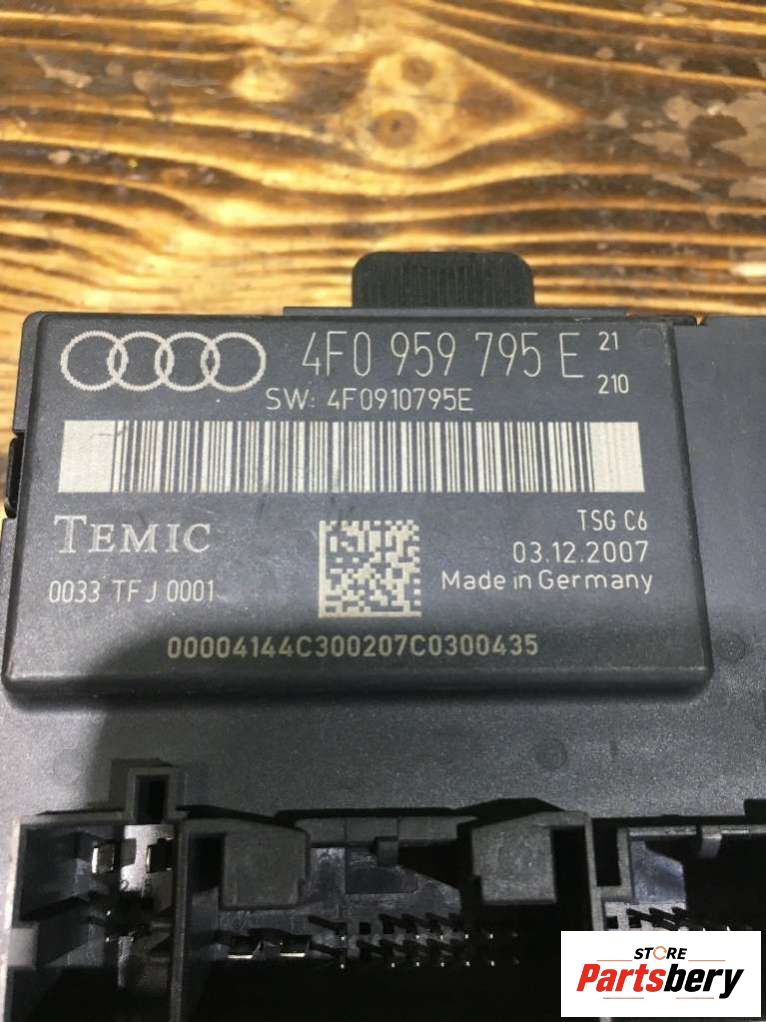 4F0 959 795 E 21
210
SW: 4F0910795E
TEMIC
TSG C6
03.12.2007
0033 TFJ 0001
Made in Germany
00004144C300207C0300435
STORE
Partsbery